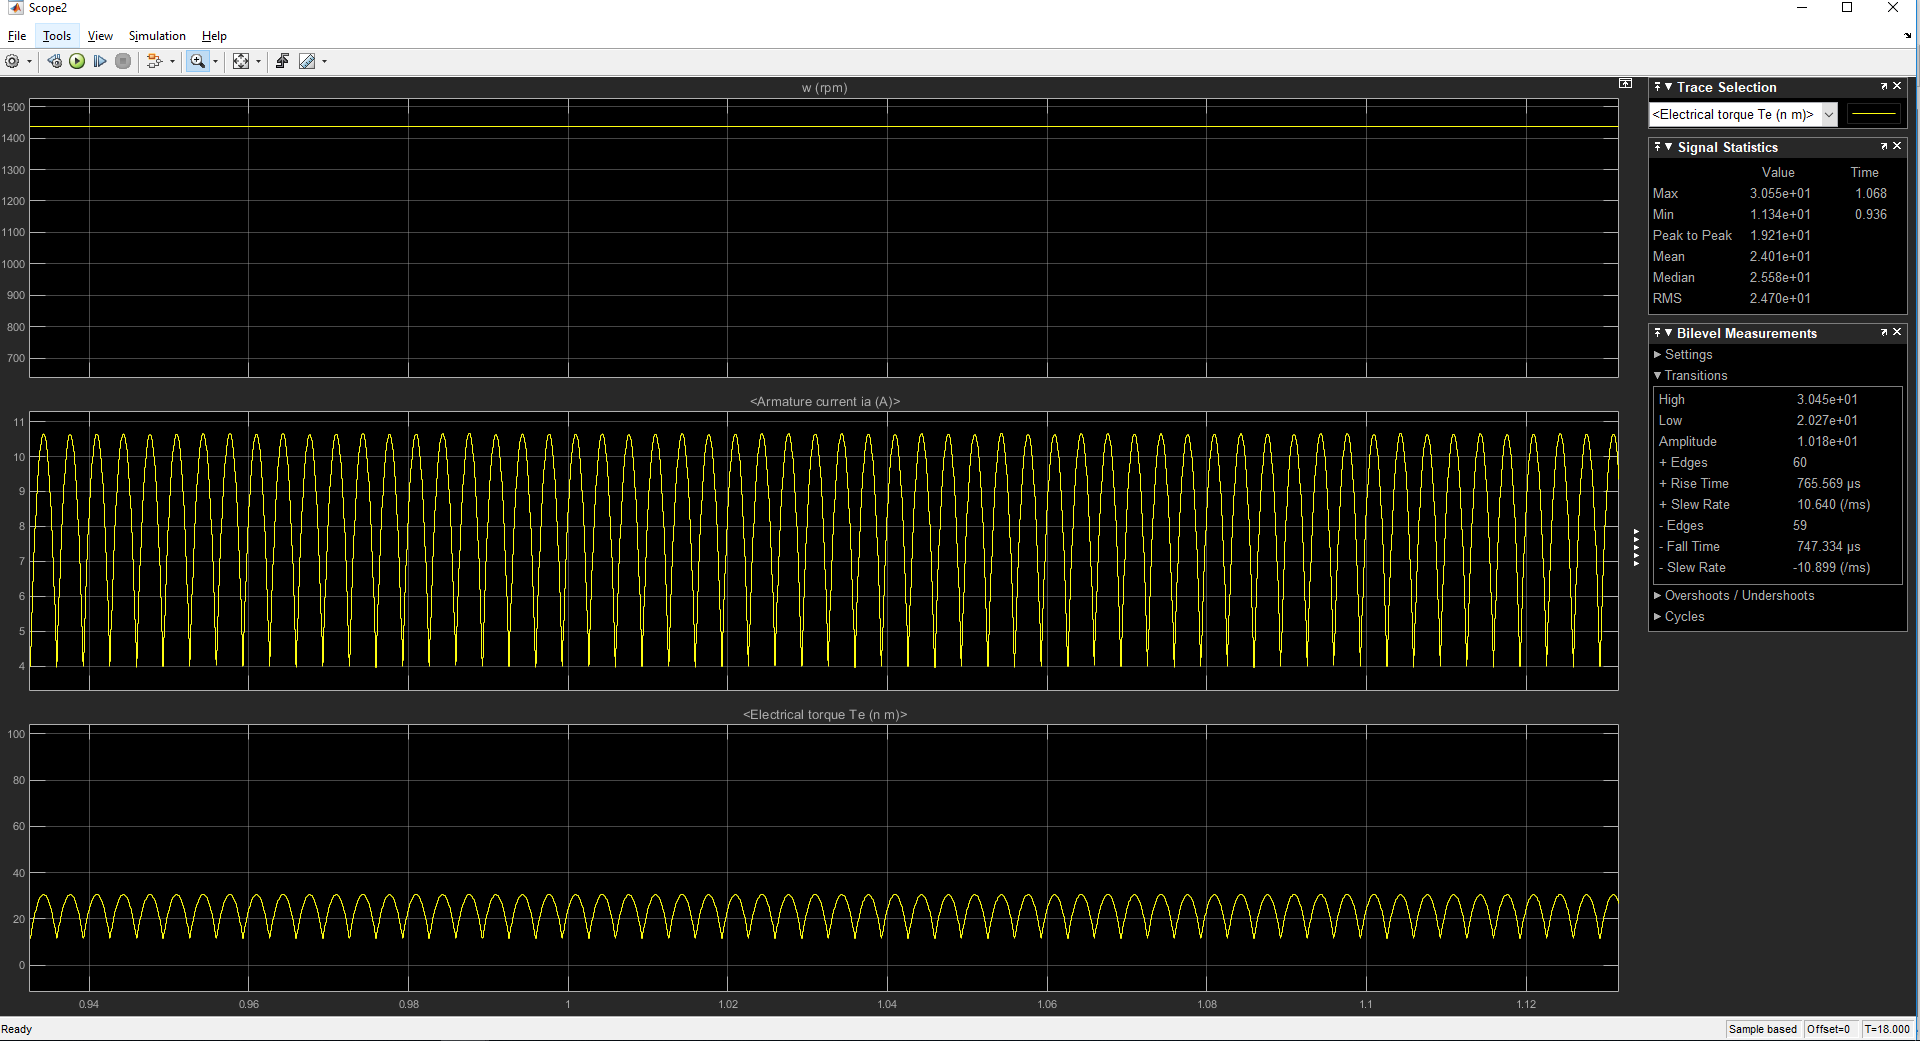 Scope2
File Tools View Simulation Help
w (rpm)
1500
1400
1300
1200
1100
1000
900
800
700
<Armature current ia (A)>
11
10
9
8
7
6
5
4
<Electrical torque Te (n m)>
100
80
60
40
20
0
0.94 0.96 0.98 1 1.02 1.04 1.06 1.08 1.1 1.12
Trace Selection
<Electrical torque Te (n m)>
Signal Statistics
Value Time
Max 3.055e+01 1.068
Min 1.134e+01 0.936
Peak to Peak 1.921e+01
Mean 2.401e+01
Median 2.558e+01
RMS 2.470e+01
Bilevel Measurements
Settings
Transitions
High 3.045e+01
Low 2.027e+01
Amplitude 1.018e+01
+ Edges 60
+ Rise Time 765.569 µs
+ Slew Rate 10.640 (/ms)
- Edges 59
- Fall Time 747.334 µs
- Slew Rate -10.899 (/ms)
Overshoots / Undershoots
Cycles
Ready
Sample based Offset=0 T=18.000